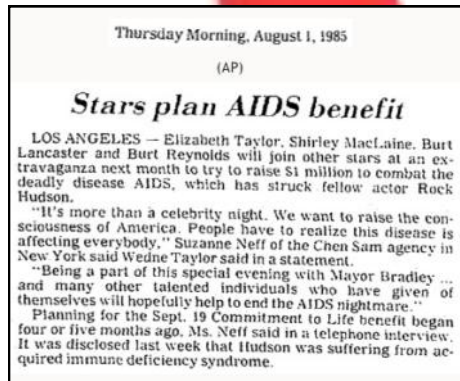 Thursday Morning, August 1, 1985
(AP)
Stars plan AIDS benefit
LOS ANGELES — Elizabeth Taylor, Shirley MacLaine, Burt
Lancaster and Burt Reynolds will join other stars at an ex-
travaganza next month to try to raise $1 million to combat the
deadly disease AIDS, which has struck fellow actor Rock
Hudson.
"It's more than a celebrity night. We want to raise the con-
sciousness of America. People have to realize this disease is
affecting everybody," Suzanne Neff of the Chen Sam agency in
New York said Wedne Taylor said in a statement.
"Being a part of this special evening with Mayor Bradley ...
and many other talented individuals who have given of
themselves will hopefully help to end the AIDS nightmare."
Planning for the Sept. 19 Commitment to Life benefit began
four or five months ago, Ms. Neff said in a telephone interview.
It was disclosed last week that Hudson was suffering from ac-
quired immune deficiency syndrome.